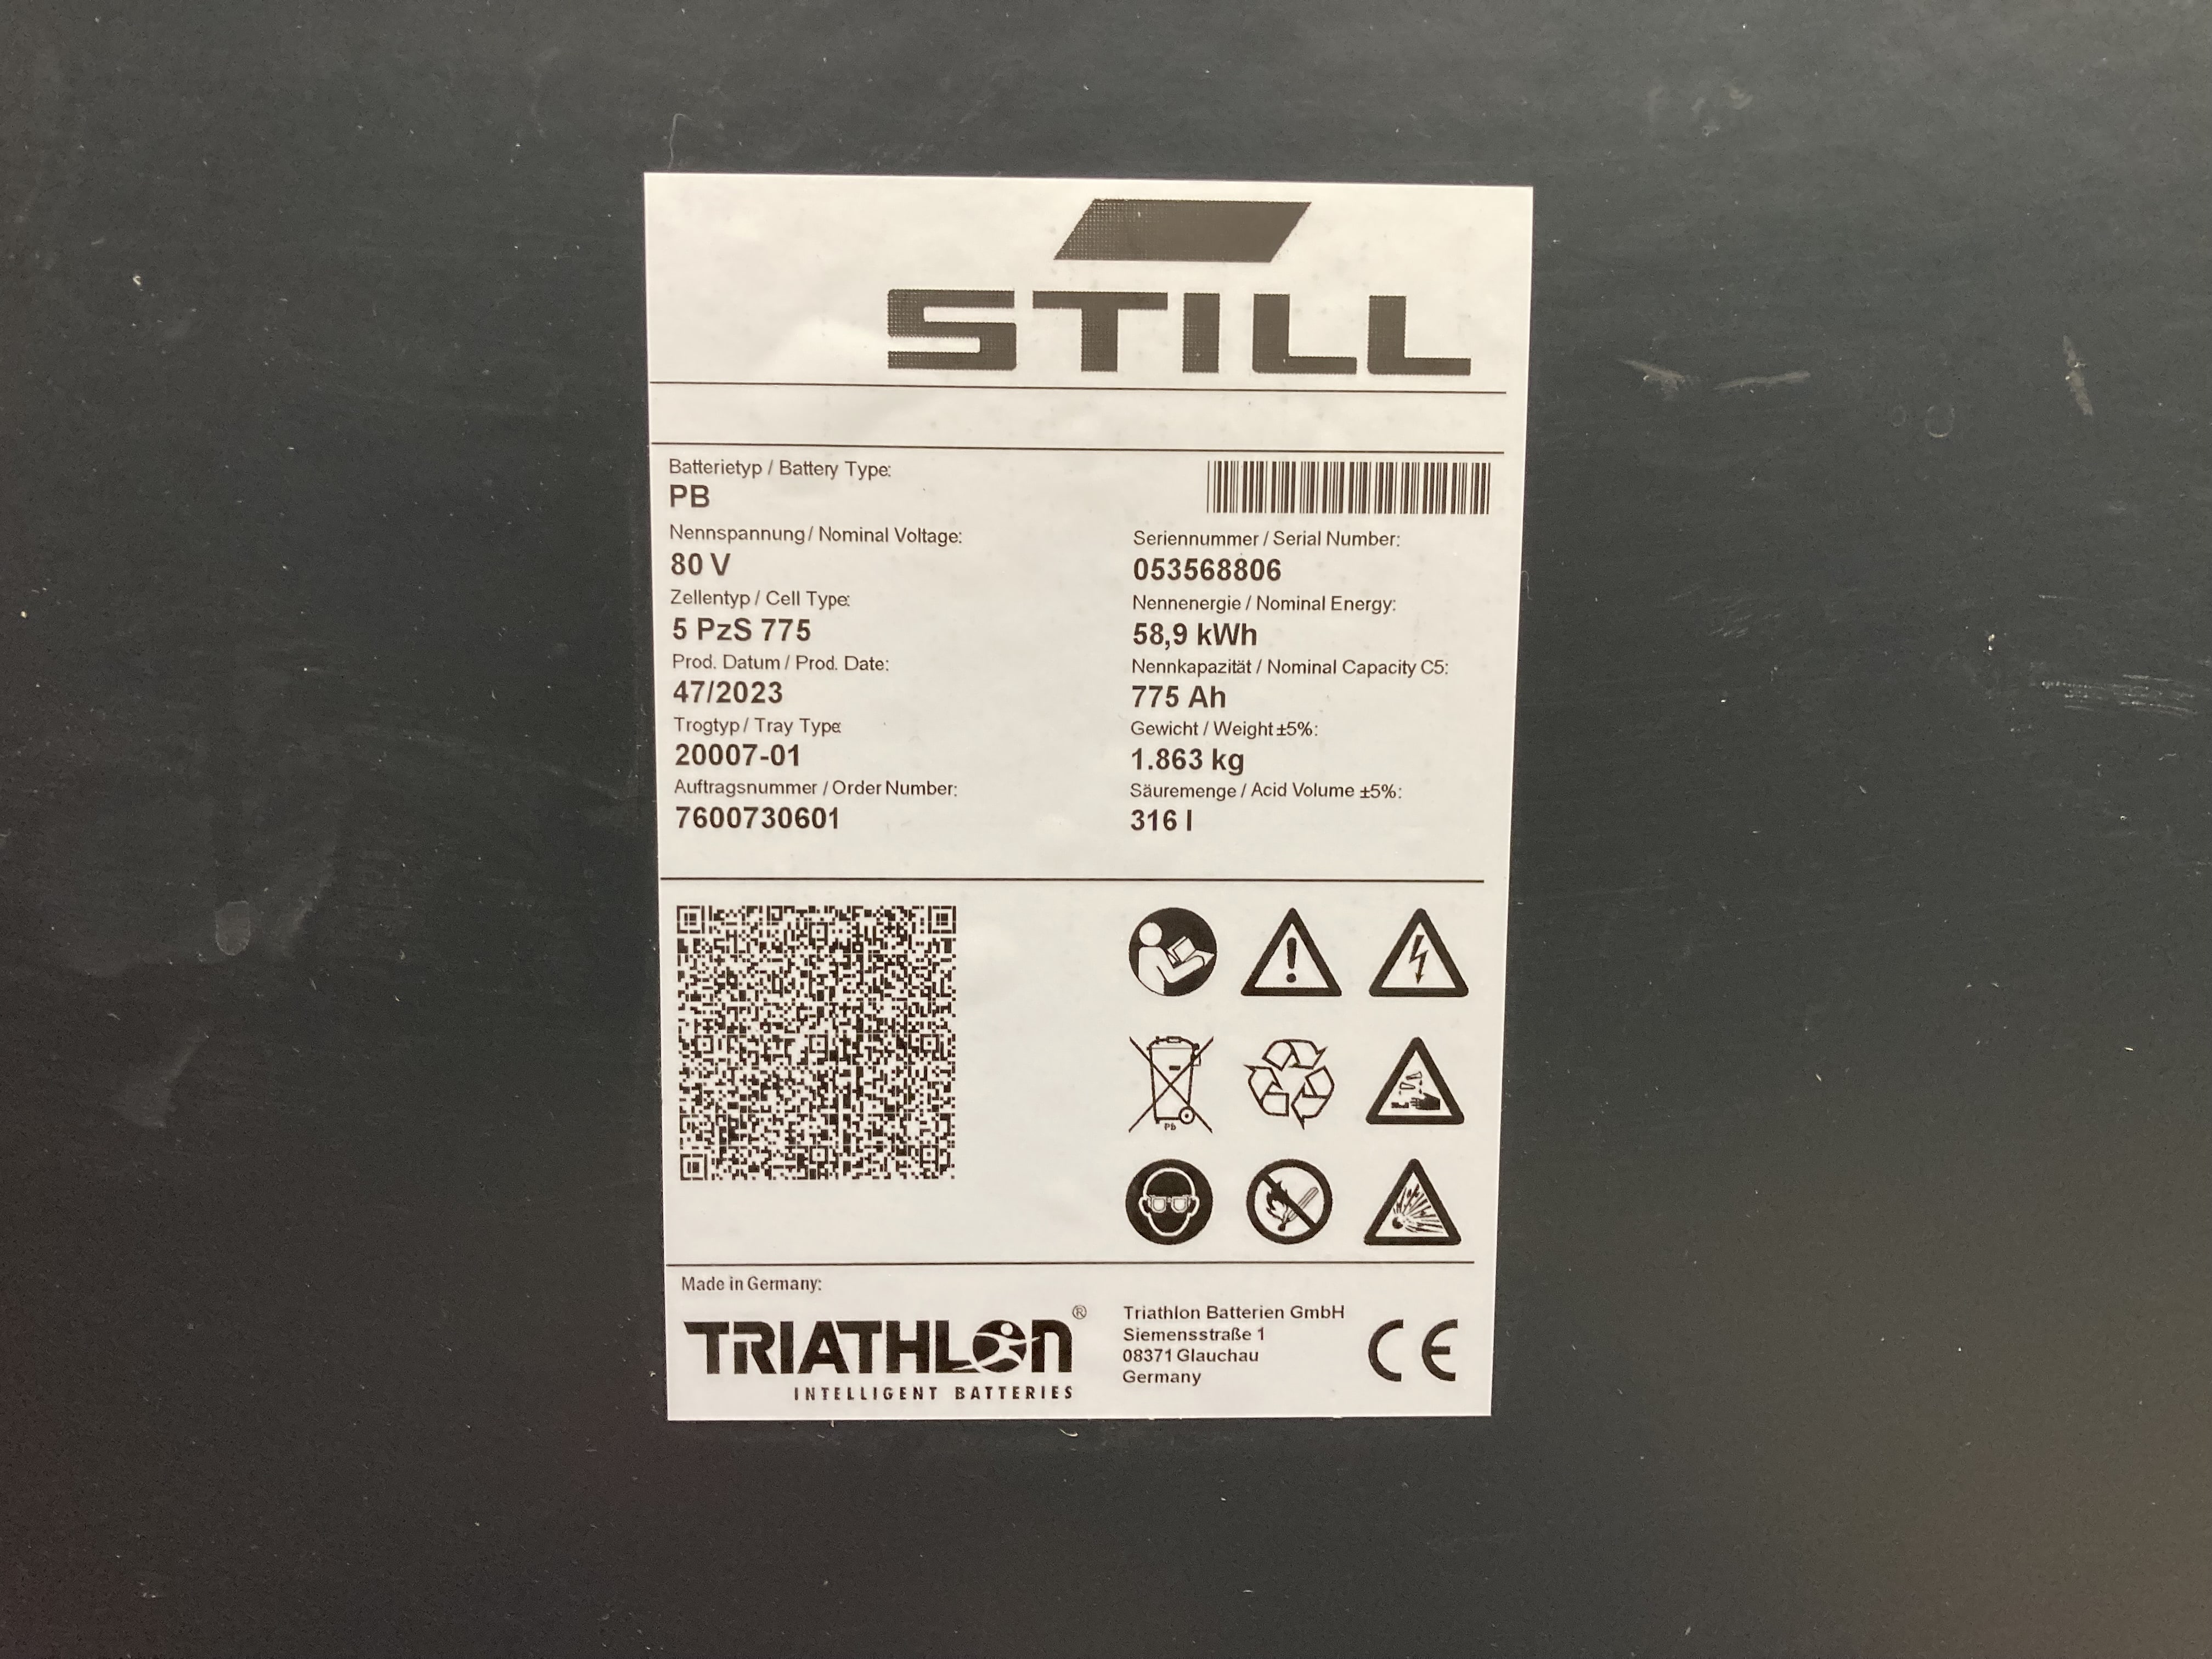 STILL
Batterietyp / Battery Type:
PB
Nennspannung / Nominal Voltage:
80 V
Zellentyp / Cell Type:
5 PzS 775
Prod. Datum / Prod. Date:
47/2023
Trogtyp / Tray Type:
20007-01
Auftragsnummer / Order Number:
7600730601
Seriennummer / Serial Number:
053568806
Nennenergie / Nominal Energy:
58,9 kWh
Nennkapazität / Nominal Capacity C5:
775 Ah
Gewicht / Weight ±5%:
1.863 kg
Säuremenge / Acid Volume ±5%:
316 l
Pb
Made in Germany:
TRIATHLON®
INTELLIGENT BATTERIES
Triathlon Batterien GmbH
Siemensstraße 1
08371 Glauchau
Germany
CE